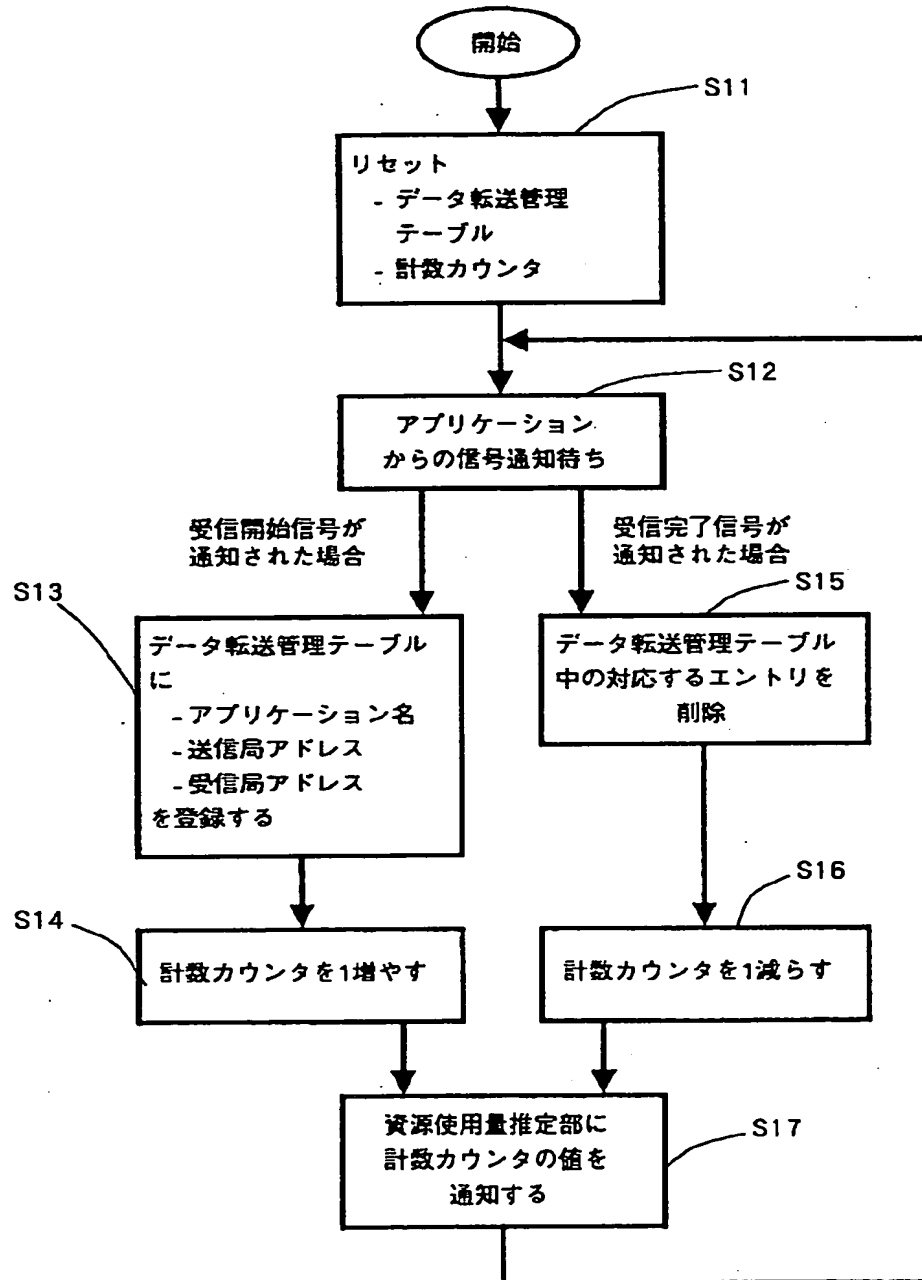 開始
S11
リセット
- データ転送管理
テーブル
- 計数カウンタ
S12
アプリケーション
からの信号通知待ち
受信開始信号が
通知された場合
受信完了信号が
通知された場合
S13
データ転送管理テーブル
に
- アプリケーション名
- 送信局アドレス
- 受信局アドレス
を登録する
S15
データ転送管理テーブル
中の対応するエントリを
削除
S14
計数カウンタを1増やす
S16
計数カウンタを1減らす
資源使用量推定部に
計数カウンタの値を
通知する
S17